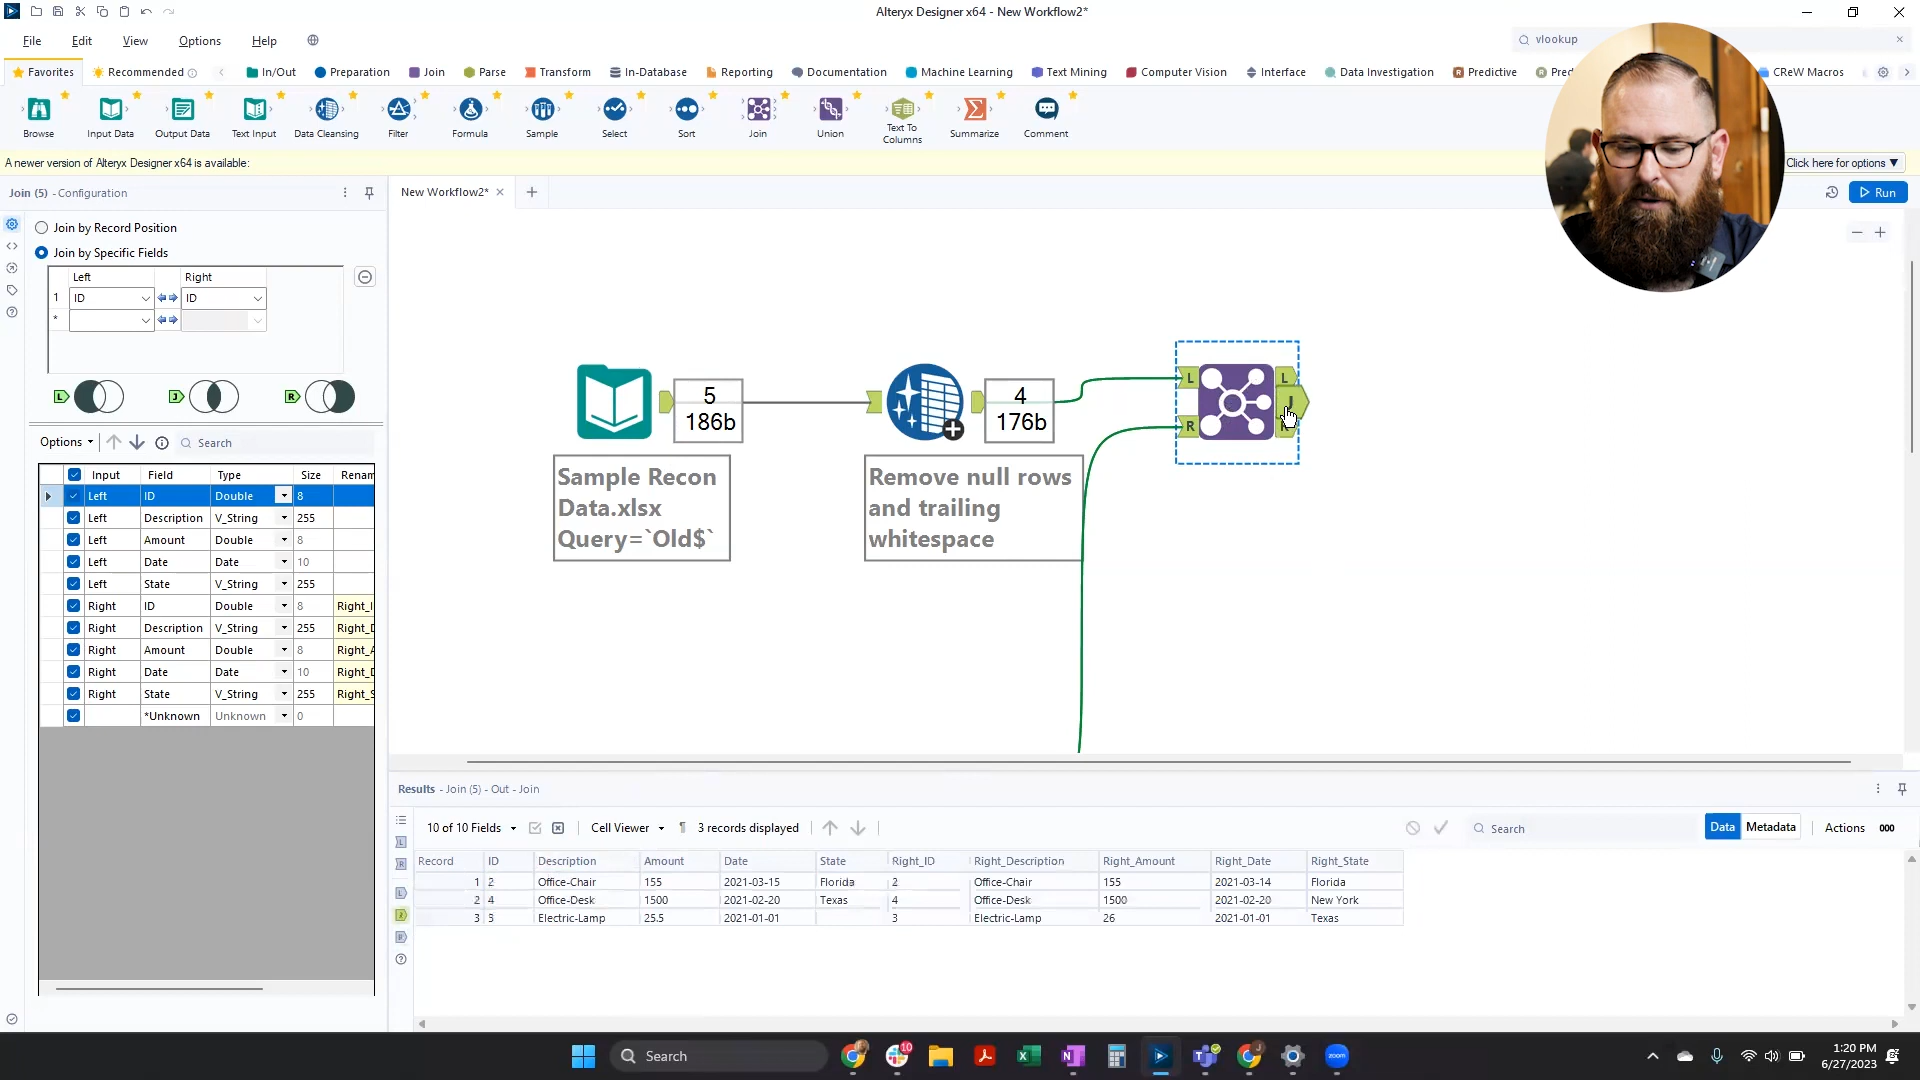 Alteryx Designer x64 - New Workflow2*
File Edit View Options Help
vlookup
Favorites Recommended In/Out Preparation Join Parse Transform In-Database Reporting Documentation Machine Learning Text Mining Computer Vision Interface Data Investigation Predictive CReW Macros
Browse Input Data Output Data Text Input Data Cleansing Filter Formula Sample Select Sort Join Union Text To Columns Summarize Comment
A newer version of Alteryx Designer x64 is available:
Click here for options ▼
Join (5) - Configuration
New Workflow2*
Run
Join by Record Position
Join by Specific Fields
Left Right
1 ID ID
*
L J R
Options Search
Input Field Type Size
Left ID Double 8
Left Description V_String 255
Left Amount Double 8
Left Date Date 10
Left State V_String 255
Right ID Double 8
Right Description V_String 255
Right Amount Double 8
Right Date Date 10
Right State V_String 255
*Unknown Unknown 0
5
186b
4
176b
L L
J
R R
Sample Recon
Data.xlsx
Query=`Old$`
Remove null rows
and trailing
whitespace
Results - Join (5) - Out - Join
10 of 10 Fields Cell Viewer 3 records displayed Search Data Metadata Actions 000
Record ID Description Amount Date State Right_ID Right_Description Right_Amount Right_Date Right_State
1 2 Office-Chair 155 2021-03-15 Florida 2 Office-Chair 155 2021-03-14 Florida
2 4 Office-Desk 1500 2021-02-20 Texas 4 Office-Desk 1500 2021-02-20 New York
3 3 Electric-Lamp 25.5 2021-01-01 3 Electric-Lamp 26 2021-01-01 Texas
Search
10
zoom
1:20 PM
6/27/2023